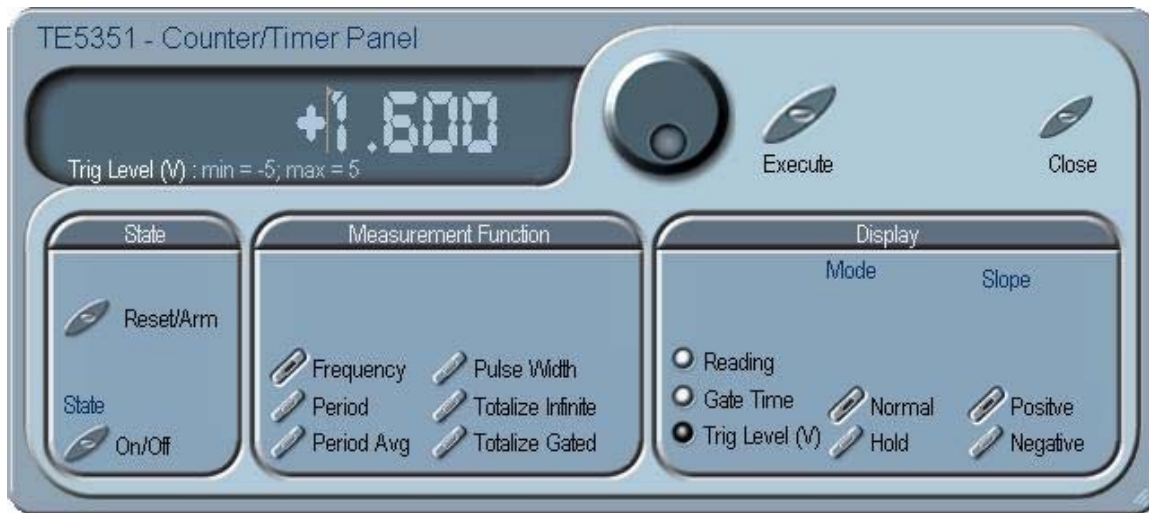 TE5351 - Counter/Timer Panel
+1.600
Trig Level (V) : min = -5; max = 5
Execute
Close
State
Measurement Function
Display
Mode
Slope
Reset/Arm
Frequency
Pulse Width
Reading
State
Period
Totalize Infinite
Gate Time
Normal
Positve
On/Off
Period Avg
Totalize Gated
Trig Level (V)
Hold
Negative